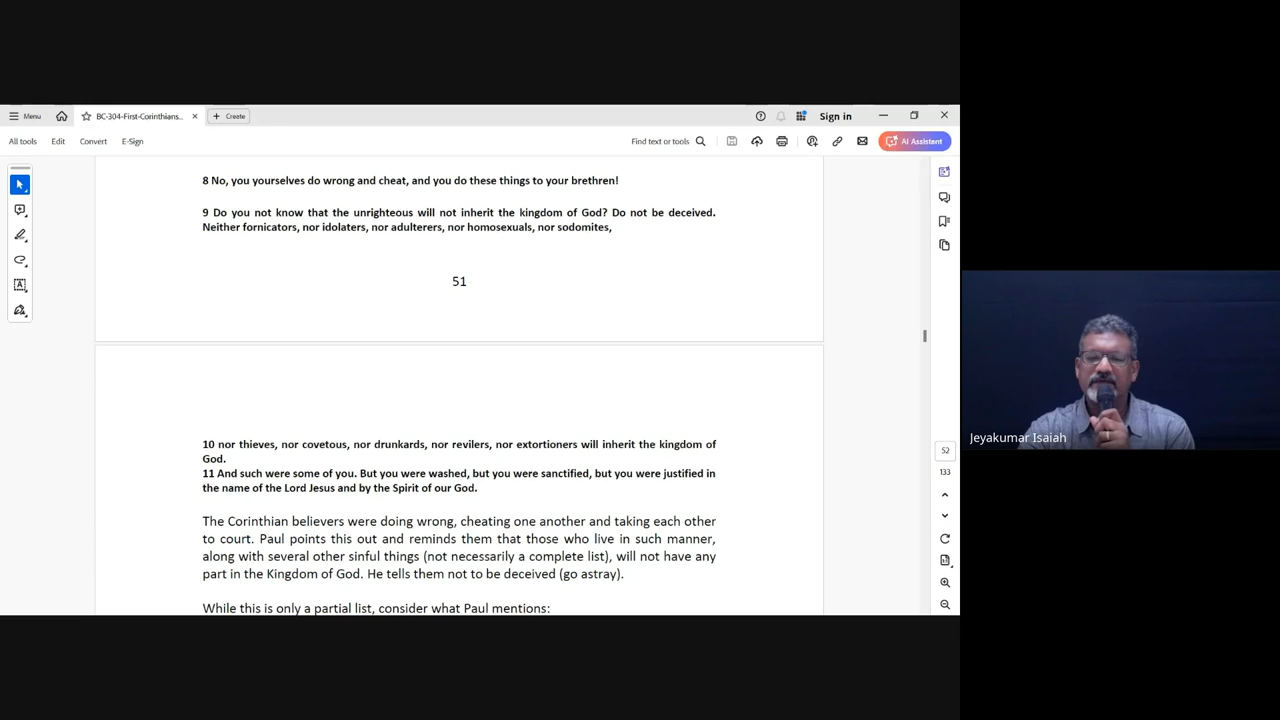 Menu
BC-304-First-Corinthians...
Create
Sign in
All tools
Edit
Convert
E-Sign
Find text or tools
AI Assistant
8 No, you yourselves do wrong and cheat, and you do these things to your brethren!
9 Do you not know that the unrighteous will not inherit the kingdom of God? Do not be deceived.
Neither fornicators, nor idolaters, nor adulterers, nor homosexuals, nor sodomites,
51
10 nor thieves, nor covetous, nor drunkards, nor revilers, nor extortioners will inherit the kingdom of
God.
11 And such were some of you. But you were washed, but you were sanctified, but you were justified in
the name of the Lord Jesus and by the Spirit of our God.
The Corinthian believers were doing wrong, cheating one another and taking each other
to court. Paul points this out and reminds them that those who live in such manner,
along with several other sinful things (not necessarily a complete list), will not have any
part in the Kingdom of God. He tells them not to be deceived (go astray).
While this is only a partial list, consider what Paul mentions:
52
133
Jeyakumar Isaiah